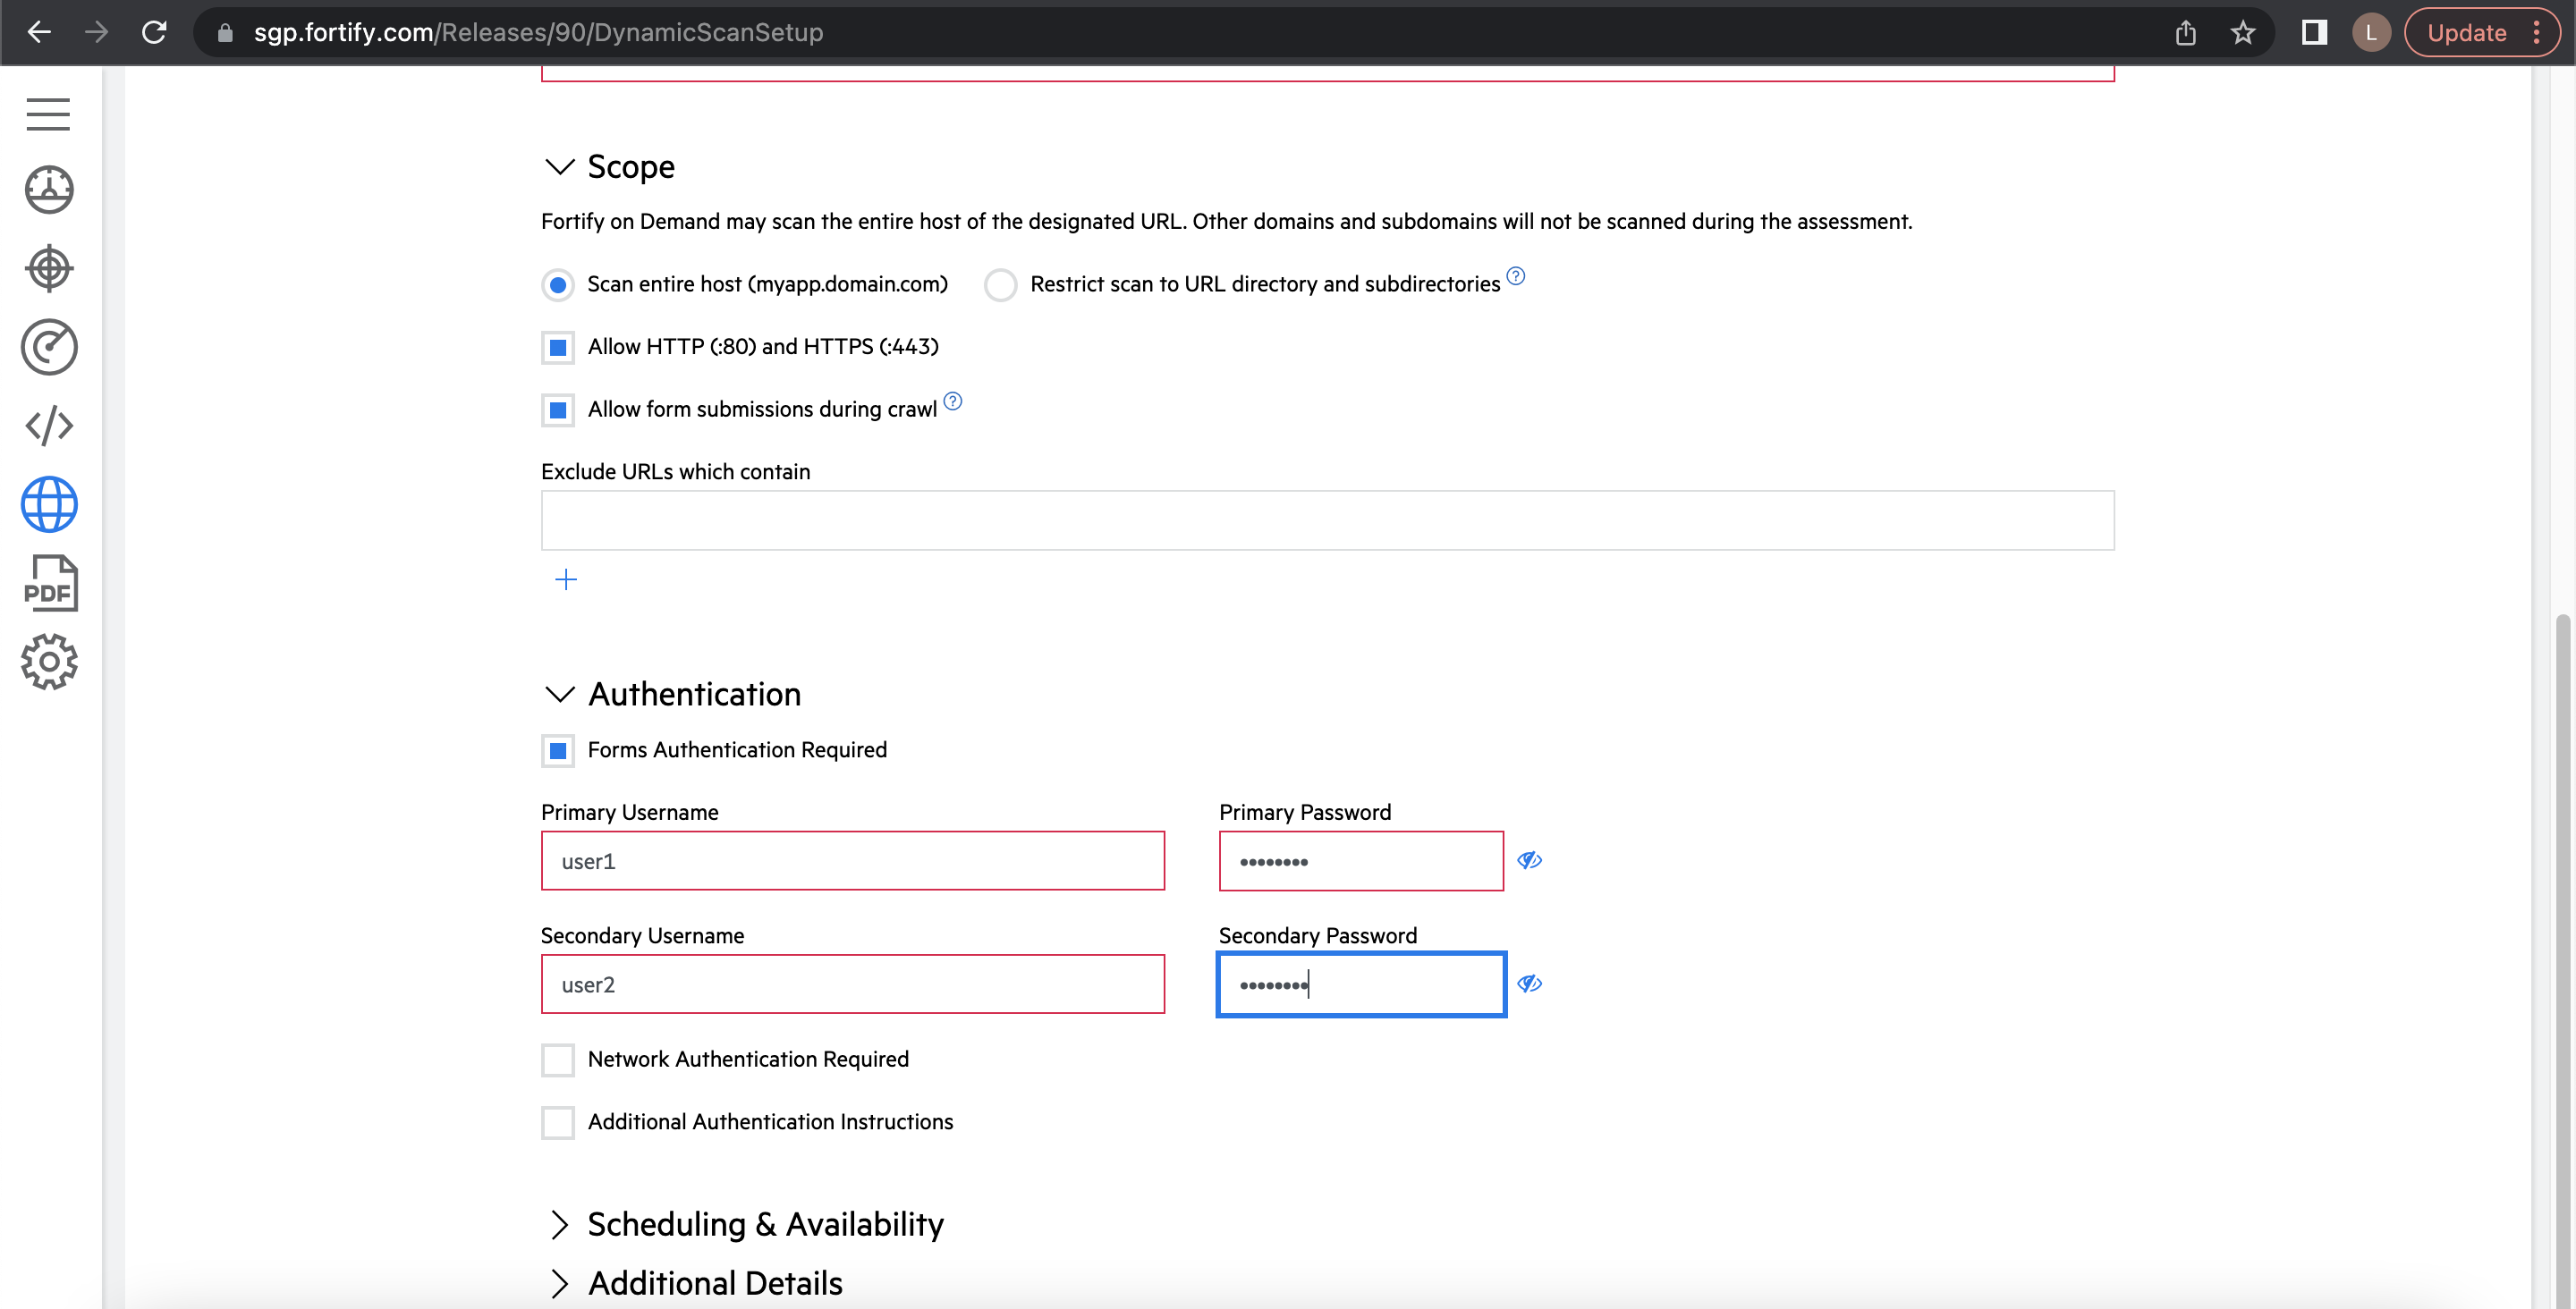 sgp.fortify.com/Releases/90/DynamicScanSetup
L
Update
Scope
Fortify on Demand may scan the entire host of the designated URL. Other domains and subdomains will not be scanned during the assessment.
Scan entire host (myapp.domain.com) Restrict scan to URL directory and subdirectories ?
Allow HTTP (:80) and HTTPS (:443)
Allow form submissions during crawl ?
Exclude URLs which contain
PDF
Authentication
Forms Authentication Required
Primary Username Primary Password
user1 ••••••••
Secondary Username Secondary Password
user2 ••••••••
Network Authentication Required
Additional Authentication Instructions
Scheduling & Availability
Additional Details